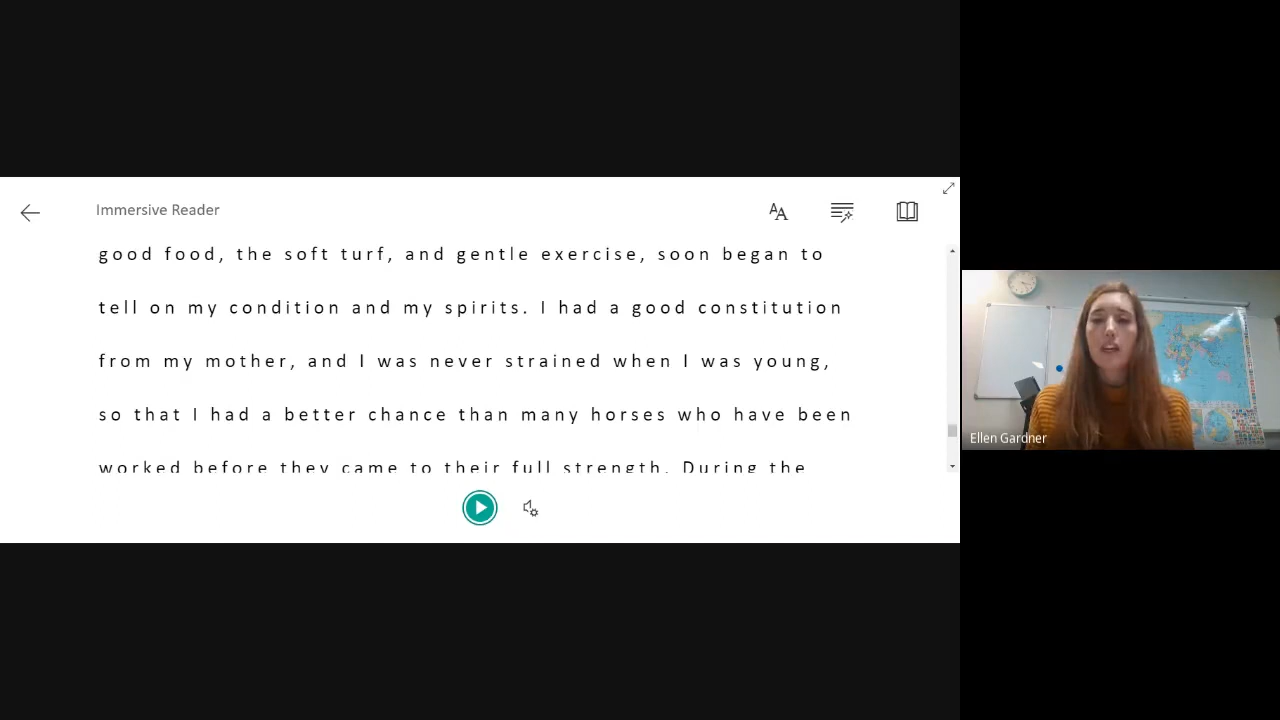 Immersive Reader
good food, the soft turf, and gentle exercise, soon began to
tell on my condition and my spirits. I had a good constitution
from my mother, and I was never strained when I was young,
so that I had a better chance than many horses who have been
worked before they came to their full strength. During the
Ellen Gardner